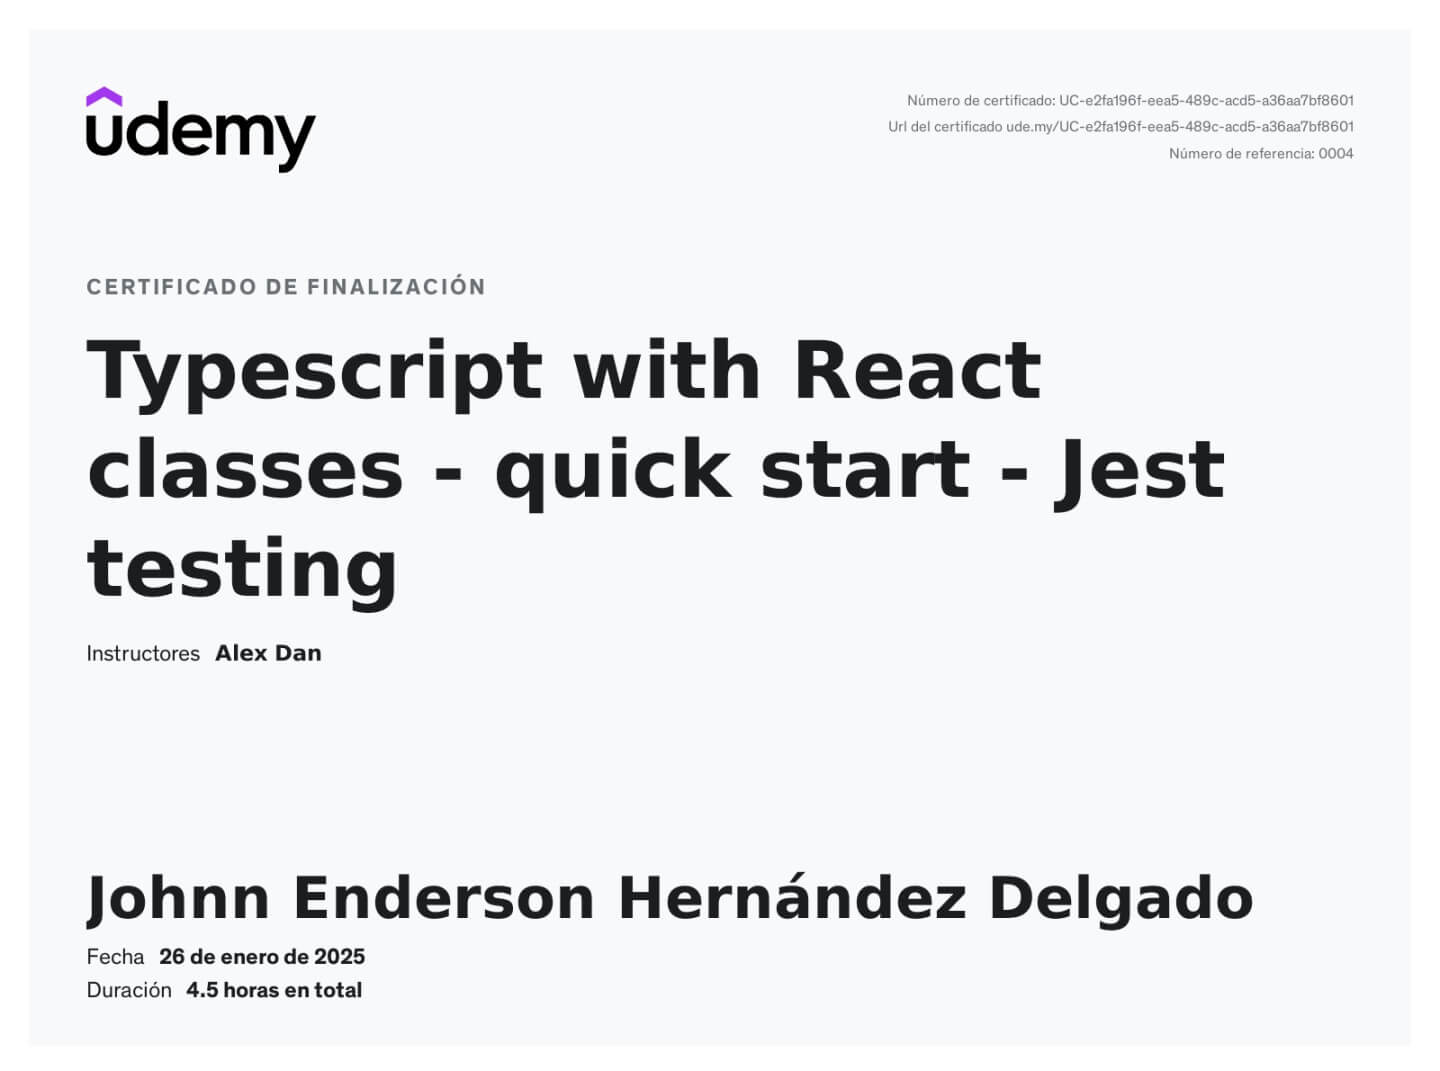 udemy
Número de certificado: UC-e2fa196f-eea5-489c-acd5-a36aa7bf8601
Url del certificado ude.my/UC-e2fa196f-eea5-489c-acd5-a36aa7bf8601
Número de referencia: 0004
CERTIFICADO DE FINALIZACIÓN
Typescript with React
classes - quick start - Jest
testing
Instructores Alex Dan
Johnn Enderson Hernández Delgado
Fecha 26 de enero de 2025
Duración 4.5 horas en total